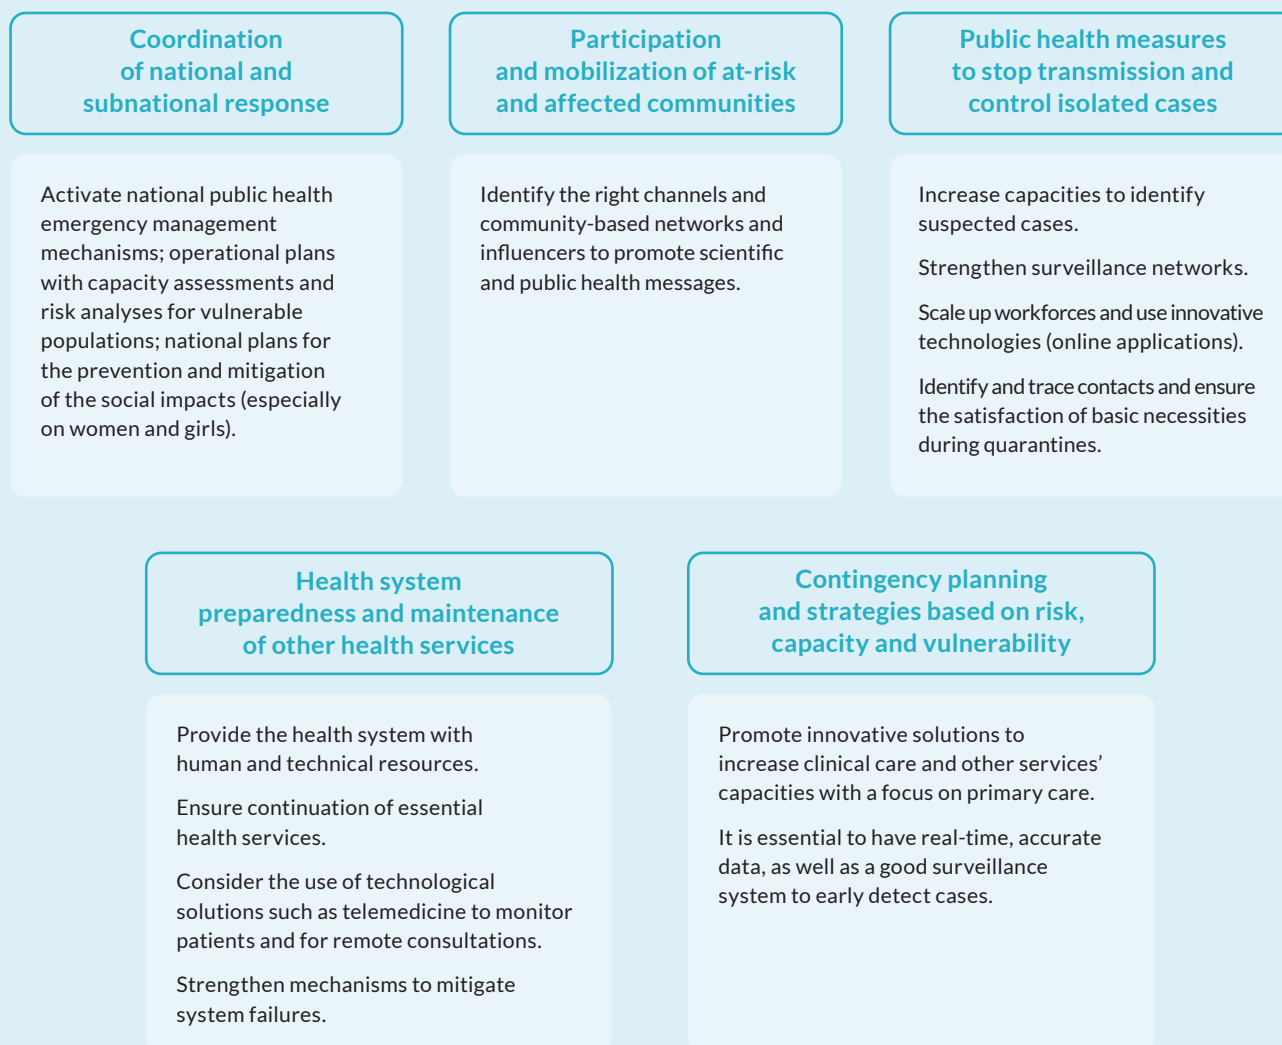 Coordination
of national and
subnational response
Activate national public health
emergency management
mechanisms; operational plans
with capacity assessments and
risk analyses for vulnerable
populations; national plans for
the prevention and mitigation
of the social impacts (especially
on women and girls).
Participation
and mobilization of at-risk
and affected communities
Identify the right channels and
community-based networks and
influencers to promote scientific
and public health messages.
Public health measures
to stop transmission and
control isolated cases
Increase capacities to identify
suspected cases.
Strengthen surveillance networks.
Scale up workforces and use innovative
technologies (online applications).
Identify and trace contacts and ensure
the satisfaction of basic necessities
during quarantines.
Health system
preparedness and maintenance
of other health services
Provide the health system with
human and technical resources.
Ensure continuation of essential
health services.
Consider the use of technological
solutions such as telemedicine to monitor
patients and for remote consultations.
Strengthen mechanisms to mitigate
system failures.
Contingency planning
and strategies based on risk,
capacity and vulnerability
Promote innovative solutions to
increase clinical care and other services’
capacities with a focus on primary care.
It is essential to have real-time, accurate
data, as well as a good surveillance
system to early detect cases.